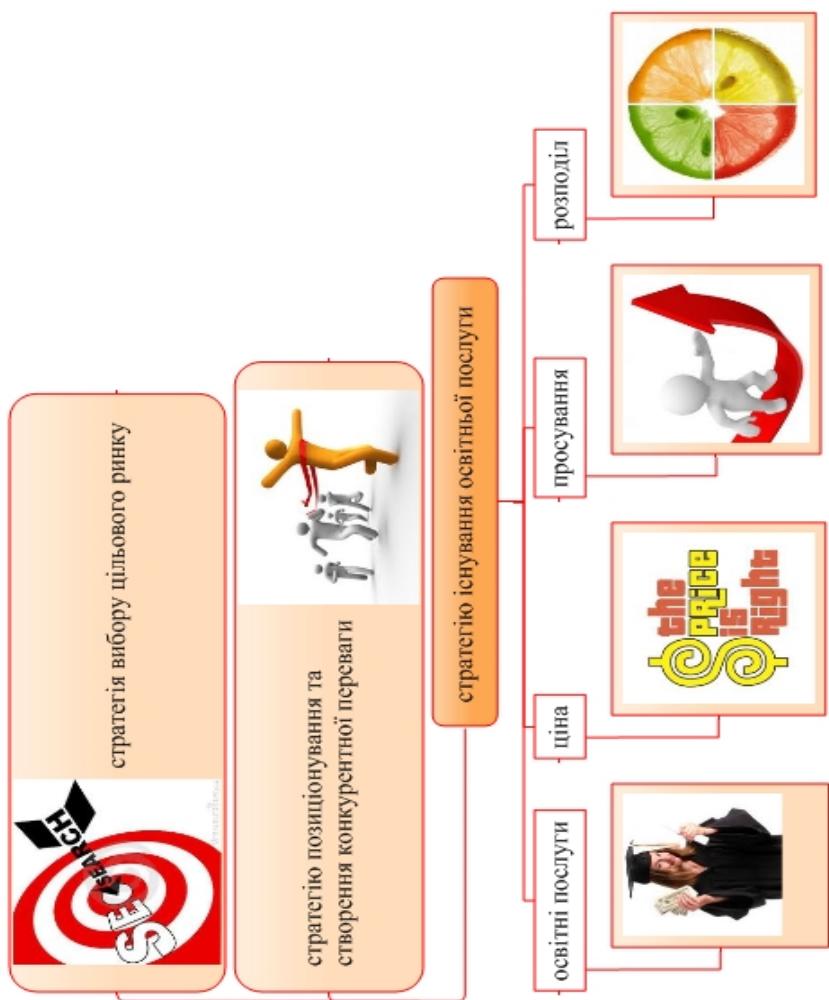 стратегія вибору цільового ринку
SEO
SEARCH
стратегію позиціонування та
створення конкурентної переваги
стратегію існування освітньої послуги
освітні послуги
ціна
просування
розподіл
the
PRiCE
is
Right